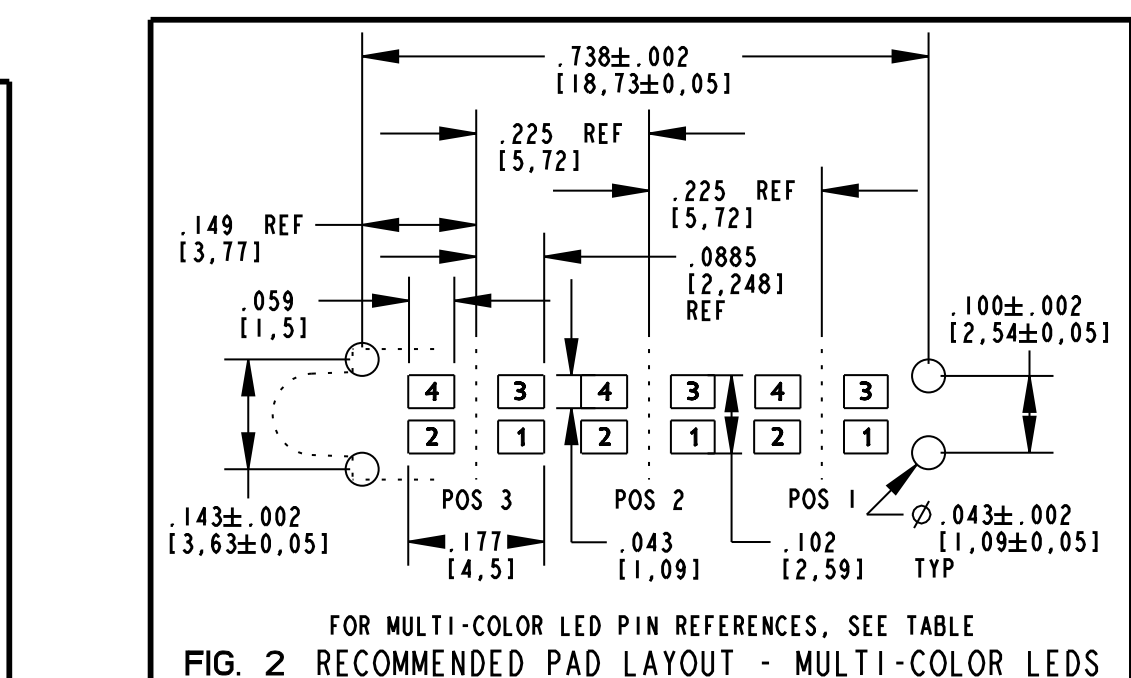 .738±.002
[18,73±0,05]
.225 REF
[5,72]
.225 REF
[5,72]
.149 REF
[3,77]
.0885
[2,248]
REF
.059
[1,5]
.100±.002
[2,54±0,05]
4 3 4 3 4 3
2 1 2 1 2 1
POS 3 POS 2 POS 1
.143±.002
[3,63±0,05]
.177
[4,5]
.043
[1,09]
.102
[2,59]
Ø.043±.002
[1,09±0,05]
TYP
FOR MULTI-COLOR LED PIN REFERENCES, SEE TABLE
FIG. 2 RECOMMENDED PAD LAYOUT - MULTI-COLOR LEDS